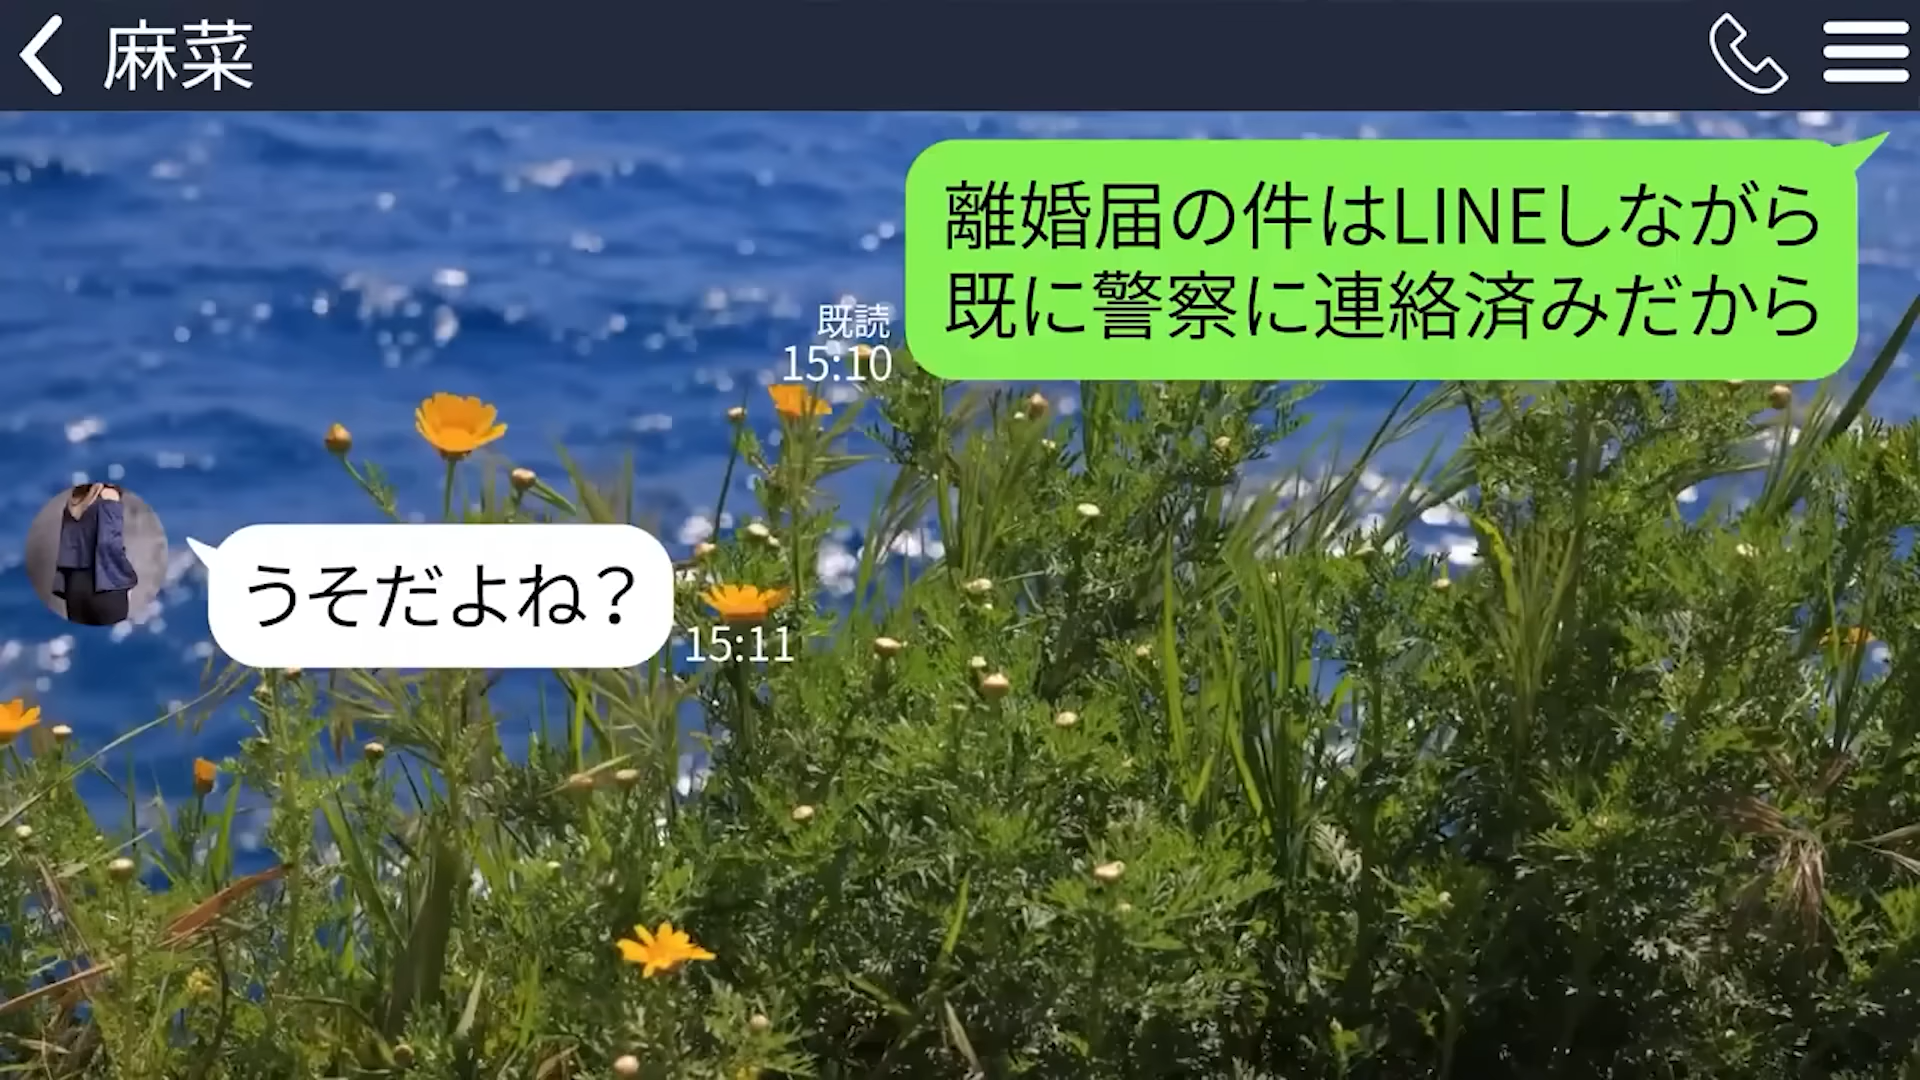 麻菜
離婚届の件はLINEしながら
既に警察に連絡済みだから
既読
15:10
うそだよね？
15:11